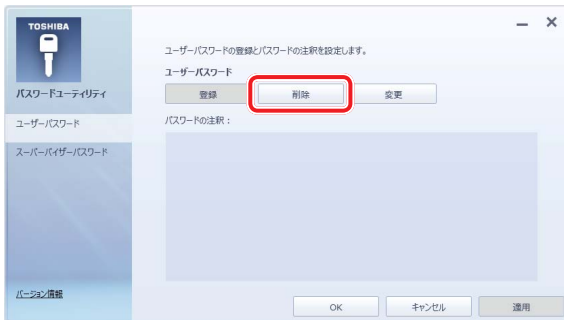 TOSHIBA
パスワードユーティリティ
ユーザーパスワード
スーパーバイザーパスワード
バージョン情報
ユーザーパスワードの登録とパスワードの注釈を設定します。
ユーザーパスワード
登録 削除 変更
パスワードの注釈：
OK キャンセル 適用